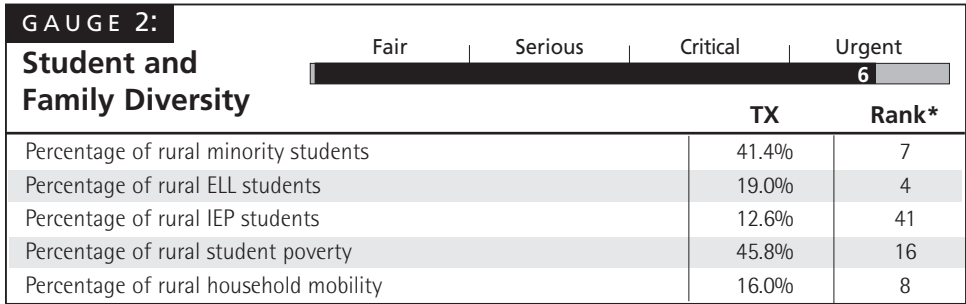 GAUGE 2:
Student and
Family Diversity
Fair Serious Critical Urgent
6
TX Rank*
Percentage of rural minority students 41.4% 7
Percentage of rural ELL students 19.0% 4
Percentage of rural IEP students 12.6% 41
Percentage of rural student poverty 45.8% 16
Percentage of rural household mobility 16.0% 8